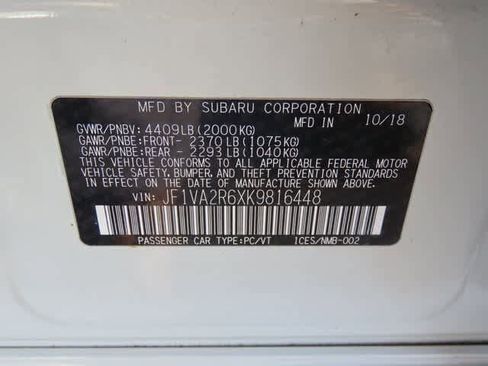 MFD BY SUBARU CORPORATION
MFD IN 10/18
GVWR/PNBV: 4409LB(2000KG)
GAWR/PNBE:FRONT- 2370LB(1075KG)
GAWR/PNBE:REAR - 2293LB(1040KG)
THIS VEHICLE CONFORMS TO ALL APPLICABLE FEDERAL MOTOR
VEHICLE SAFETY, BUMPER, AND THEFT PREVENTION STANDARDS
IN EFFECT ON THE DATE OF MANUFACTURE SHOWN ABOVE.
VIN: JF1VA2R6XK9816448
PASSENGER CAR TYPE:PC/VT ICES/NMB-002